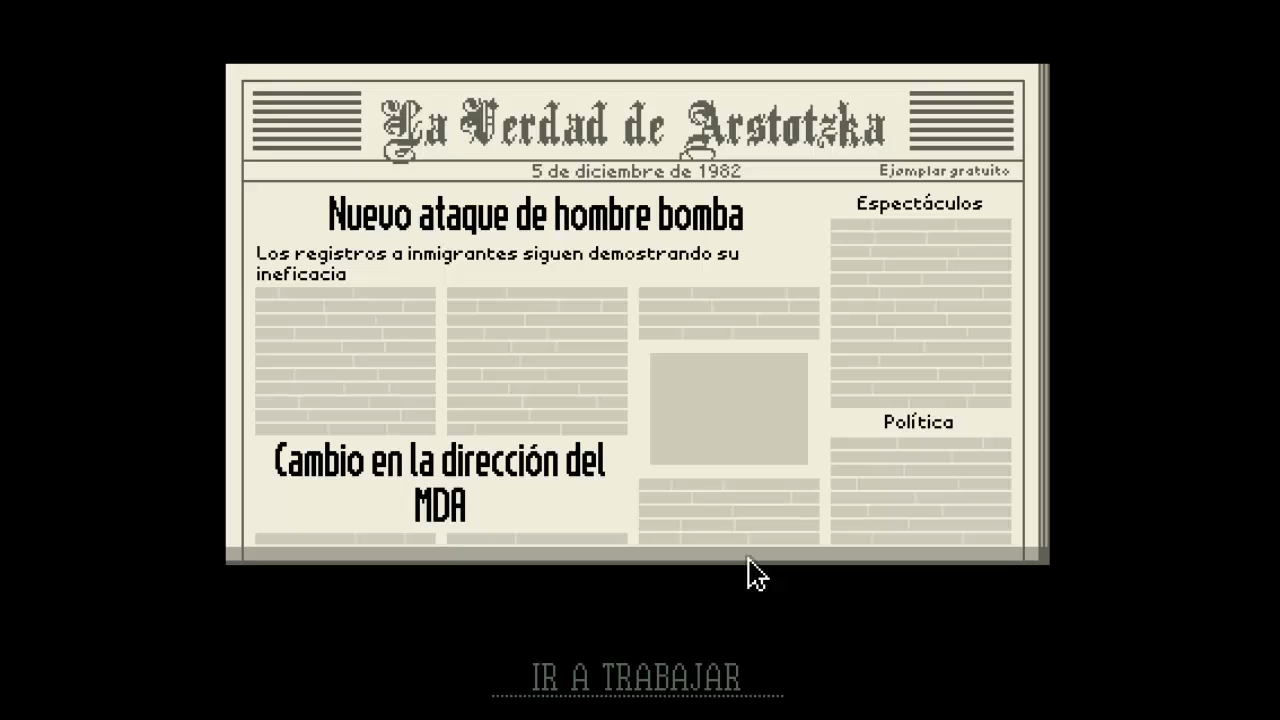 La Verdad de Arstotzka
5 de diciembre de 1982
Ejemplar gratuito
Nuevo ataque de hombre bomba
Los registros a inmigrantes siguen demostrando su
ineficacia
Cambio en la dirección del
MDA
Espectáculos
Política
IR A TRABAJAR